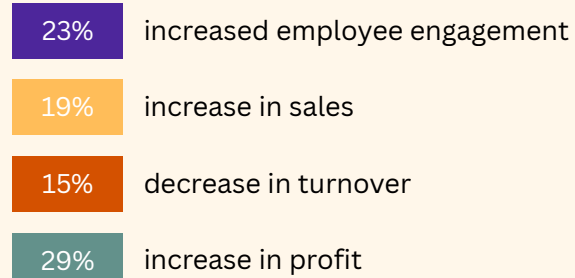 23% increased employee engagement
19% increase in sales
15% decrease in turnover
29% increase in profit